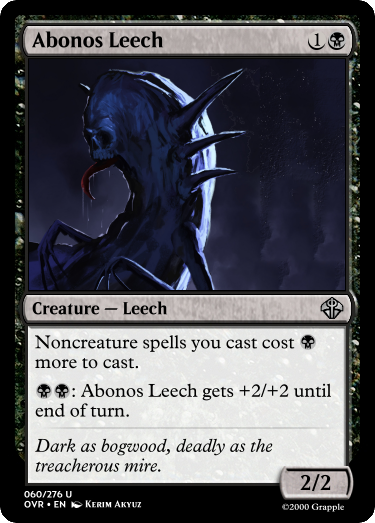 Abonos Leech 1
Creature — Leech
Noncreature spells you cast cost
more to cast.
: Abonos Leech gets +2/+2 until
end of turn.
Dark as bogwood, deadly as the
treacherous mire.
2/2
060/276 U
OVR • EN Kerim Akyuz
©2000 Grapple